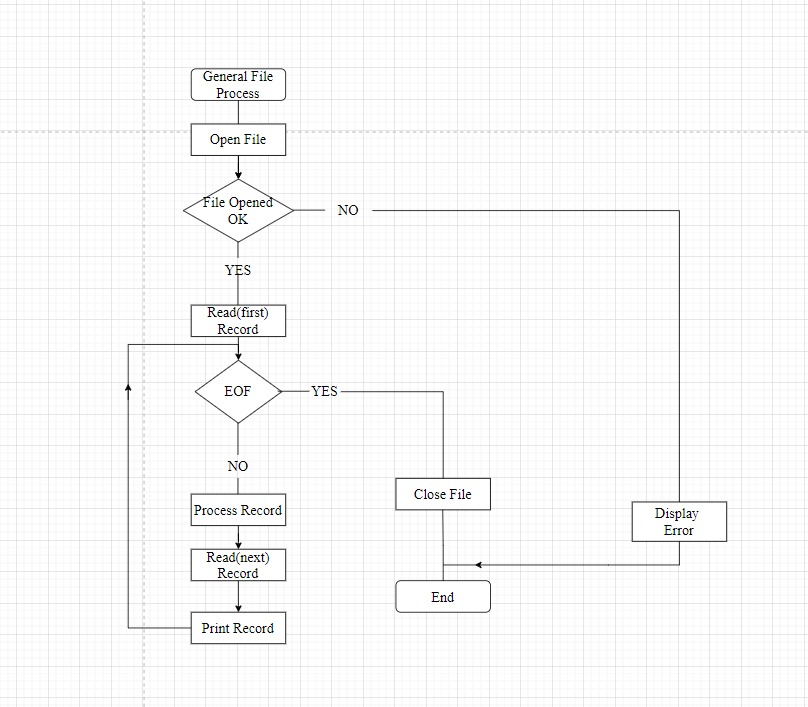 General File
Process
Open File
File Opened
OK
NO
YES
Read(first)
Record
EOF
YES
NO
Process Record
Read(next)
Record
Print Record
Close File
Display
Error
End